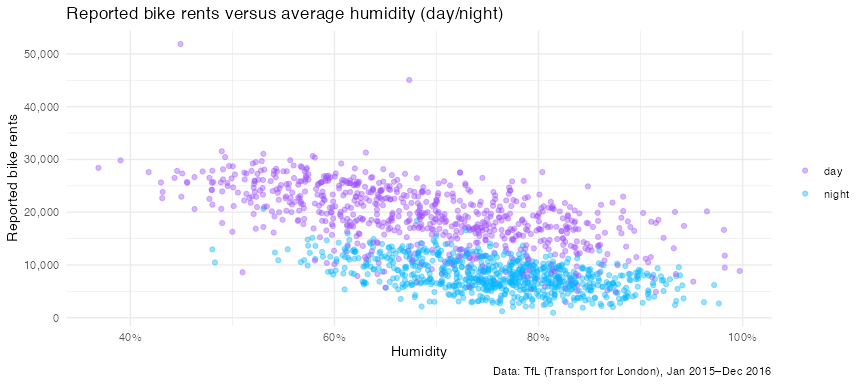 Reported bike rents versus average humidity (day/night)
Reported bike rents
50,000
40,000
30,000
20,000
10,000
0
40%
60%
80%
100%
Humidity
day
night
Data: TfL (Transport for London), Jan 2015–Dec 2016